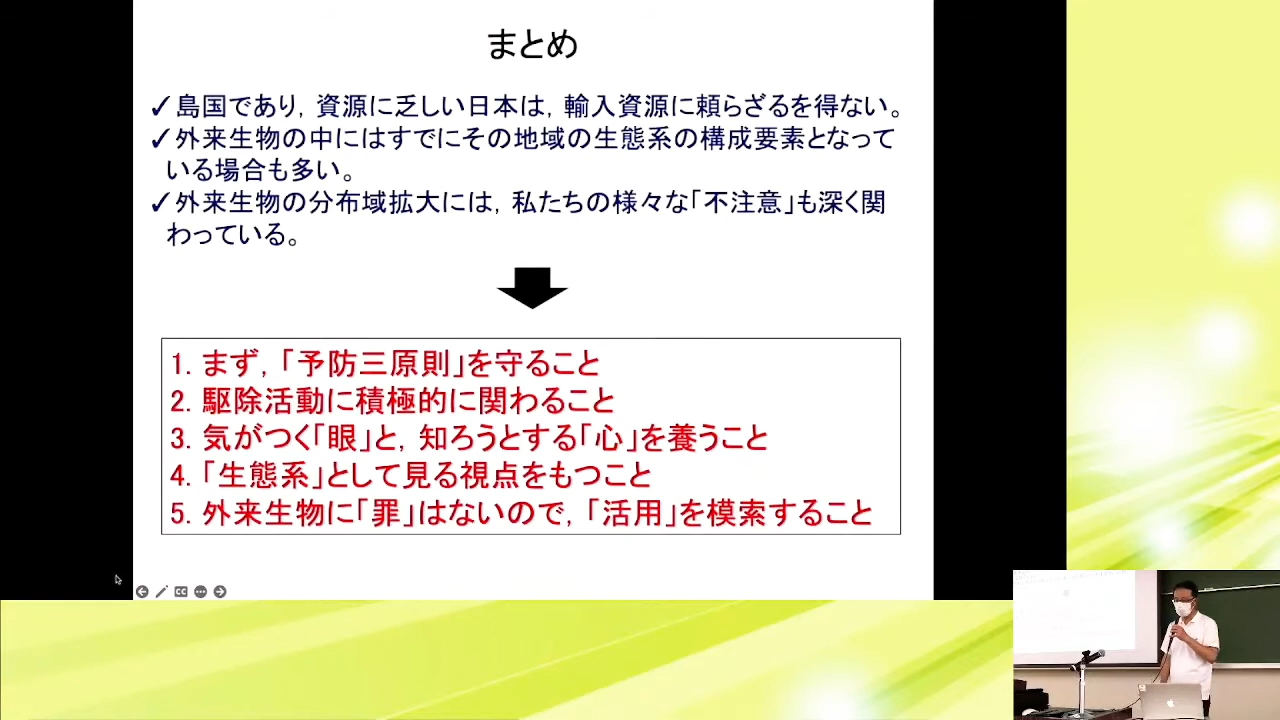 まとめ
✓島国であり，資源に乏しい日本は，輸入資源に頼らざるを得ない。
✓外来生物の中にはすでにその地域の生態系の構成要素となって
いる場合も多い。
✓外来生物の分布域拡大には，私たちの様々な「不注意」も深く関
わっている。
1. まず，「予防三原則」を守ること
2. 駆除活動に積極的に関わること
3. 気がつく「眼」と，知ろうとする「心」を養うこと
4. 「生態系」として見る視点をもつこと
5. 外来生物に「罪」はないので，「活用」を模索すること
CC